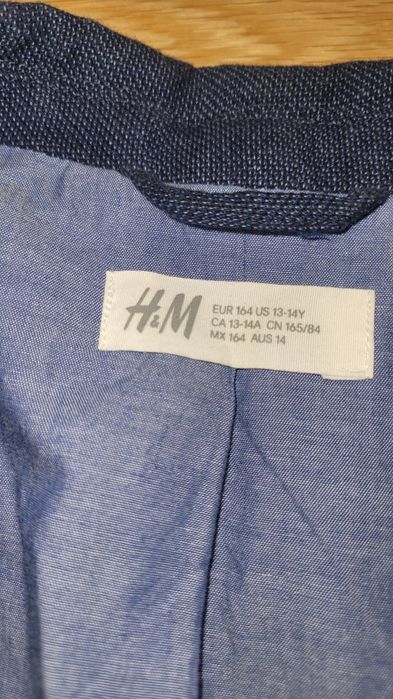 H&M
EUR 164 US 13-14Y
CA 13-14A CN 165/84
MX 164 AUS 14